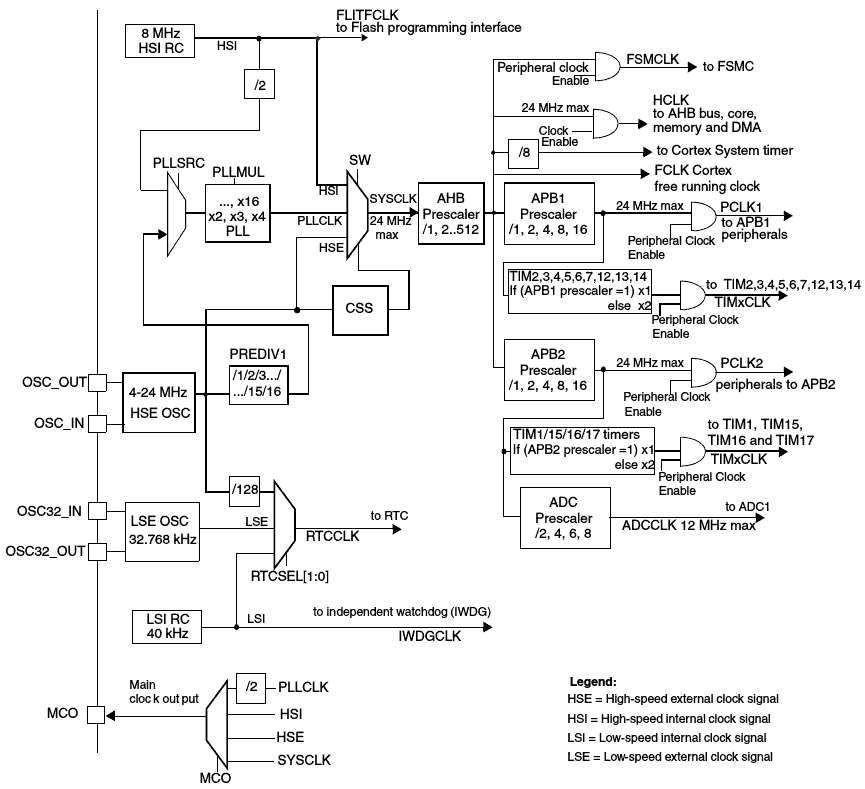 FLITFCLK
to Flash programming interface
8 MHz
HSI RC
HSI
/2
Peripheral clock
Enable
FSMCLK
to FSMC
24 MHz max
Clock
Enable
HCLK
to AHB bus, core,
memory and DMA
/8
to Cortex System timer
FCLK Cortex
free running clock
PLLSRC
PLLMUL
..., x16
x2, x3, x4
PLL
SW
HSI
PLLCLK
HSE
SYSCLK
24 MHz
max
AHB
Prescaler
/1, 2..512
APB1
Prescaler
/1, 2, 4, 8, 16
24 MHz max
PCLK1
to APB1
peripherals
Peripheral Clock
Enable
TIM2,3,4,5,6,7,12,13,14
If (APB1 prescaler =1) x1
else x2
to TIM2,3,4,5,6,7,12,13,14
TIMxCLK
Peripheral Clock
Enable
CSS
PREDIV1
/1/2/3.../
.../15/16
OSC_OUT
OSC_IN
4-24 MHz
HSE OSC
APB2
Prescaler
/1, 2, 4, 8, 16
24 MHz max
PCLK2
peripherals to APB2
Peripheral Clock
Enable
TIM1/15/16/17 timers
If (APB2 prescaler =1) x1
else x2
to TIM1, TIM15,
TIM16 and TIM17
TIMxCLK
Peripheral Clock
Enable
ADC
Prescaler
/2, 4, 6, 8
to ADC1
ADCCLK 12 MHz max
/128
OSC32_IN
OSC32_OUT
LSE OSC
32.768 kHz
LSE
to RTC
RTCCLK
RTCSEL[1:0]
LSI RC
40 kHz
LSI
to independent watchdog (IWDG)
IWDGCLK
MCO
Main
clock output
/2
PLLCLK
HSI
HSE
SYSCLK
MCO
Legend:
HSE = High-speed external clock signal
HSI = High-speed internal clock signal
LSI = Low-speed internal clock signal
LSE = Low-speed external clock signal